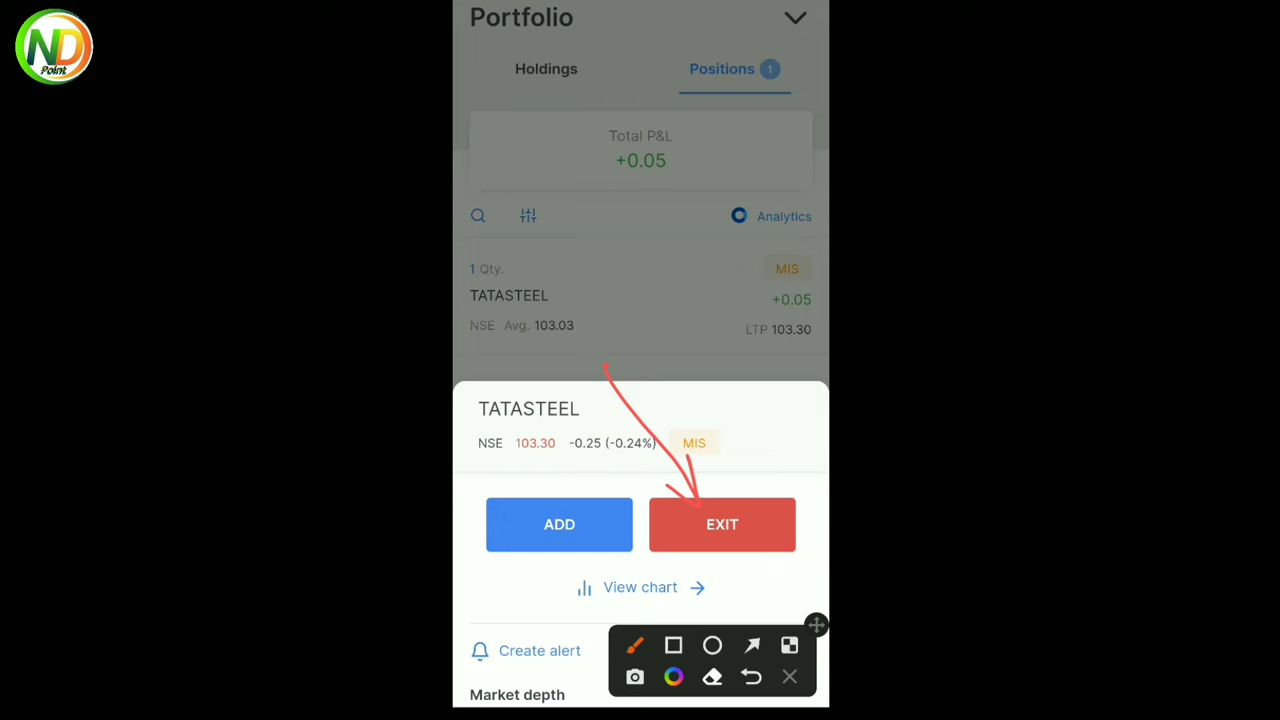 ND
Point
Portfolio
Holdings
Positions 1
Total P&L
+0.05
Analytics
1 Qty.
MIS
TATASTEEL
+0.05
NSE Avg. 103.03
LTP 103.30
TATASTEEL
NSE 103.30 -0.25 (-0.24%) MIS
ADD
EXIT
View chart
Create alert
Market depth